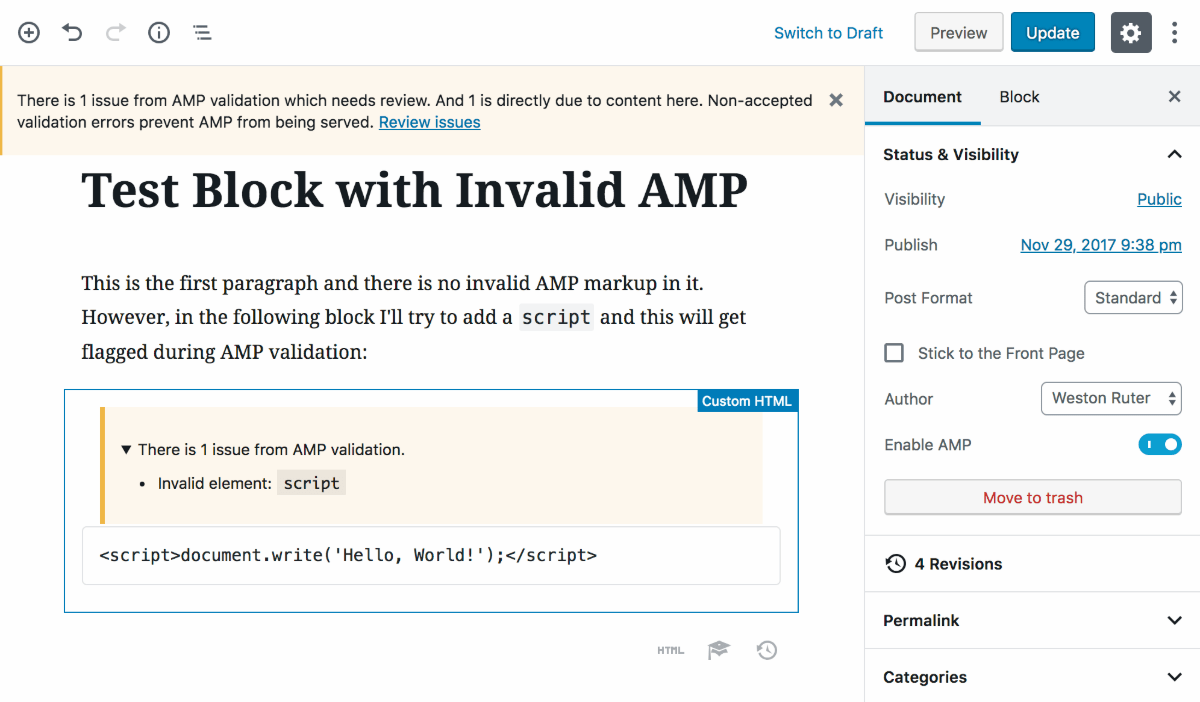 Switch to Draft
Preview
Update
There is 1 issue from AMP validation which needs review. And 1 is directly due to content here. Non-accepted
validation errors prevent AMP from being served. Review issues
Test Block with Invalid AMP
This is the first paragraph and there is no invalid AMP markup in it.
However, in the following block I'll try to add a script and this will get
flagged during AMP validation:
Custom HTML
There is 1 issue from AMP validation.
• Invalid element: script
<script>document.write('Hello, World!');</script>
HTML
Document
Block
Status & Visibility
Visibility
Public
Publish
Nov 29, 2017 9:38 pm
Post Format
Standard
Stick to the Front Page
Author
Weston Ruter
Enable AMP
Move to trash
4 Revisions
Permalink
Categories